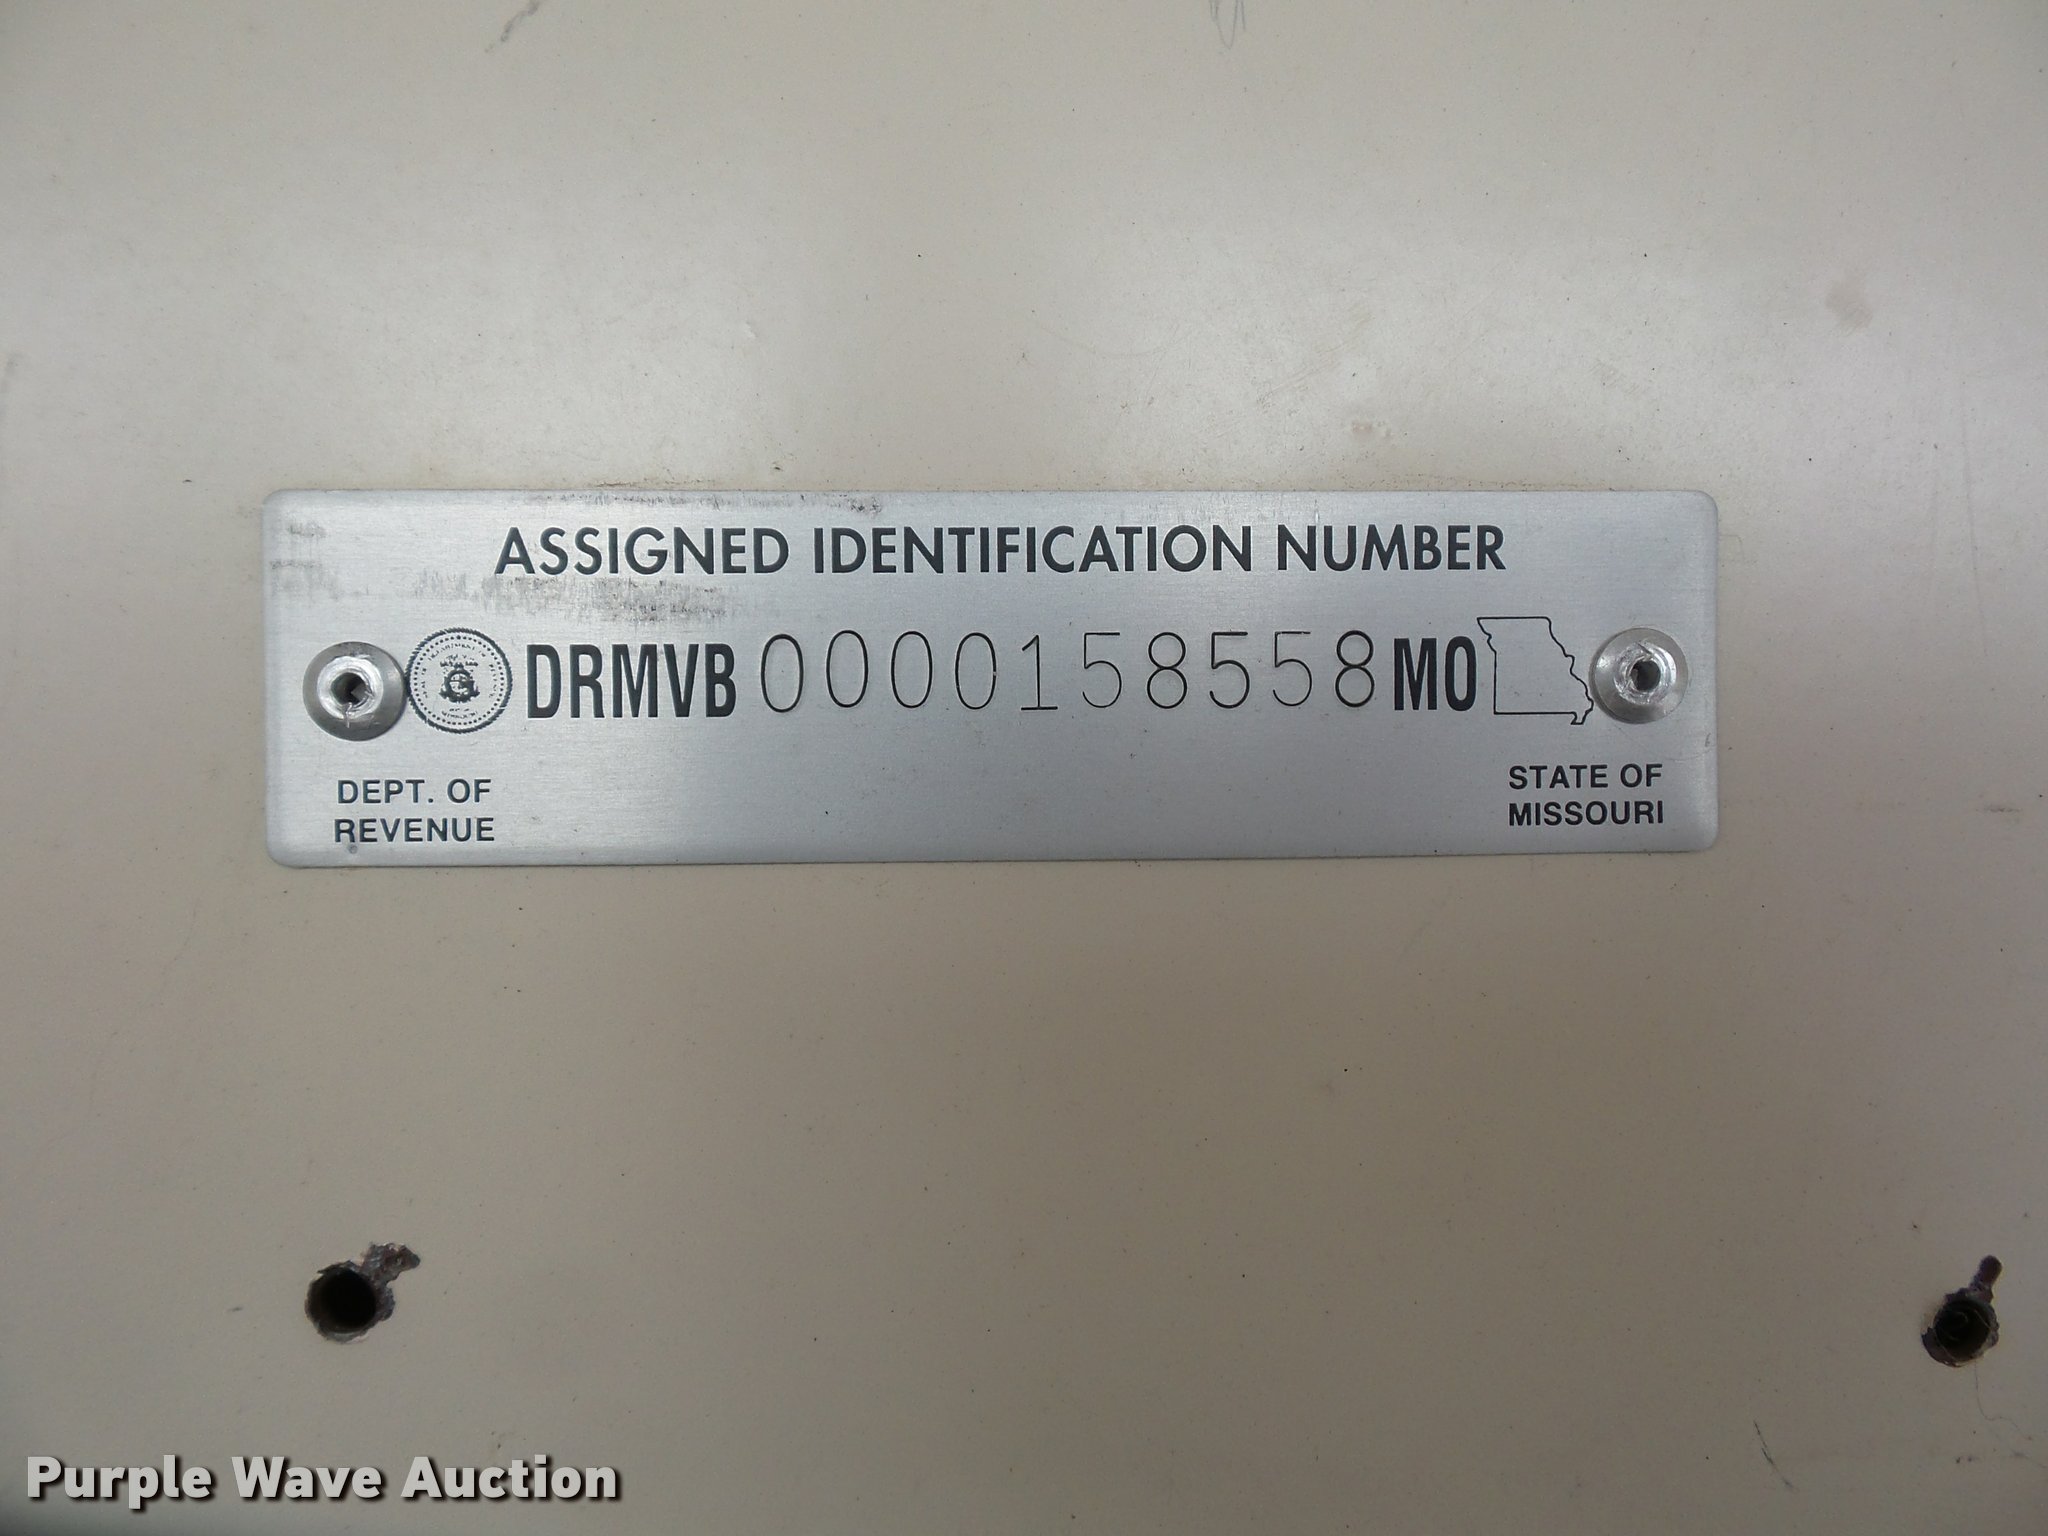 ASSIGNED IDENTIFICATION NUMBER
DRMVB 0000158558 MO
DEPT. OF
REVENUE
STATE OF
MISSOURI
Purple Wave Auction